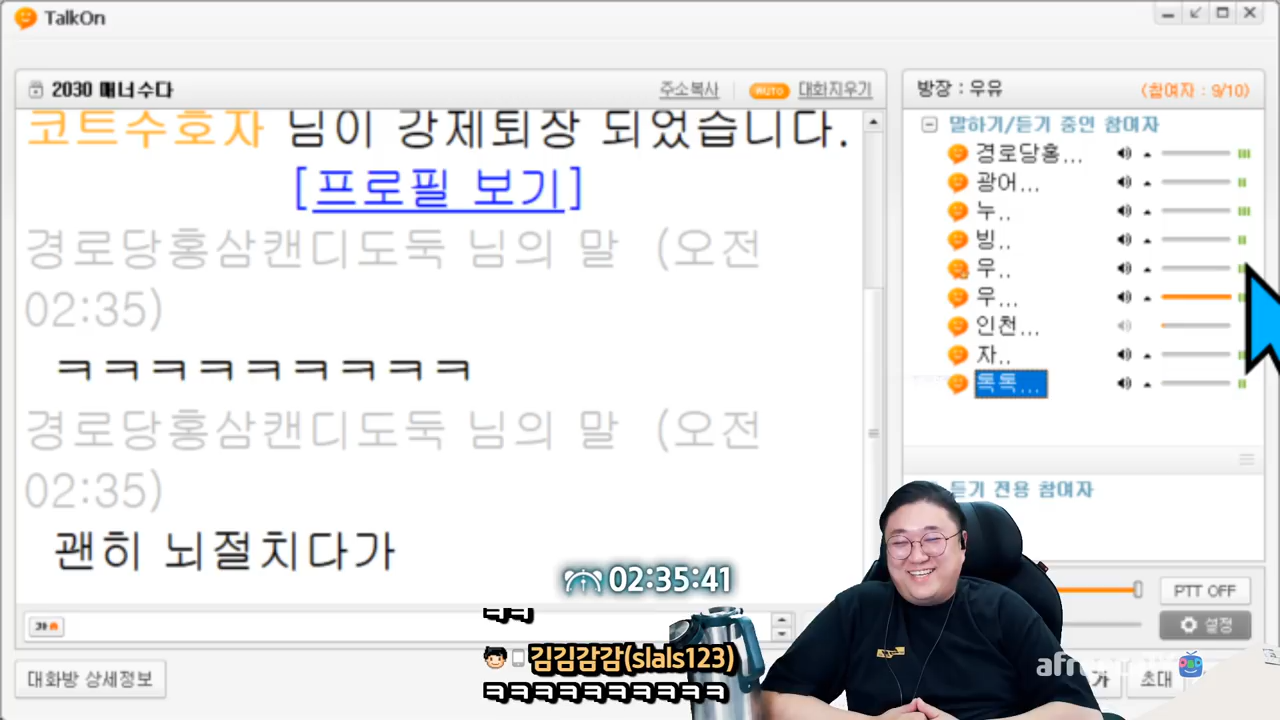 TalkOn
2030 매너수다
주소복사
AUTO 대화지우기
코트수호자 님이 강제퇴장 되었습니다.
[프로필 보기]
경로당홍삼캔디도둑 님의 말 (오전
02:35)
ㅋㅋㅋㅋㅋㅋㅋㅋㅋ
경로당홍삼캔디도둑 님의 말 (오전
02:35)
괜히 뇌절치다가
방장 : 우유
(참여자 : 9/10)
말하기/듣기 중인 참여자
경로당홍...
광어...
누..
빙..
우..
우...
인천...
자..
톡톡...
듣기 전용 참여자
PTT OFF
설정
가
초대
대화방 상세정보
02:35:41
ㅋㅋ
김김감감(slals123)
ㅋㅋㅋㅋㅋㅋㅋㅋㅋㅋ